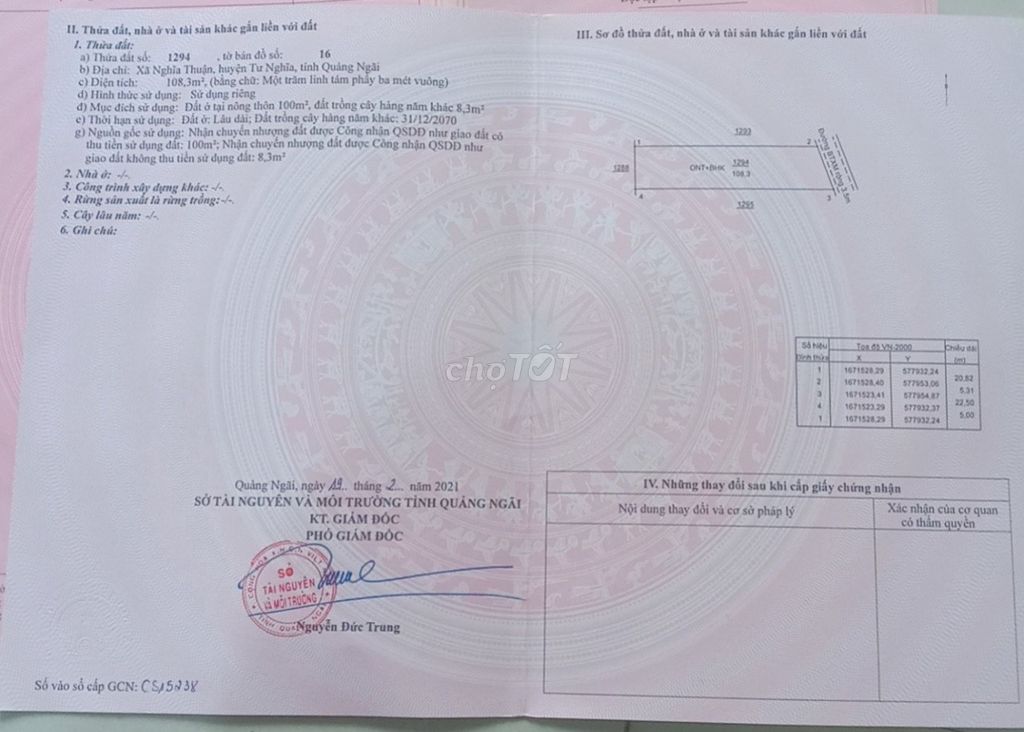 II. Thửa đất, nhà ở và tài sản khác gắn liền với đất
1. Thửa đất:
a) Thửa đất số: 1294 , tờ bản đồ số: 16
b) Địa chỉ: Xã Nghĩa Thuận, huyện Tư Nghĩa, tỉnh Quảng Ngãi
c) Diện tích: 108,3m², (bằng chữ: Một trăm linh tám phẩy ba mét vuông)
d) Hình thức sử dụng: Sử dụng riêng
đ) Mục đích sử dụng: Đất ở tại nông thôn 100m², đất trồng cây hàng năm khác 8,3m²
e) Thời hạn sử dụng: Đất ở: Lâu dài; Đất trồng cây hàng năm khác: 31/12/2070
g) Nguồn gốc sử dụng: Nhận chuyển nhượng đất được Công nhận QSDĐ như giao đất có
thu tiền sử dụng đất: 100m²; Nhận chuyển nhượng đất được Công nhận QSDĐ như
giao đất không thu tiền sử dụng đất: 8,3m²
2. Nhà ở: -/-
3. Công trình xây dựng khác: -/-
4. Rừng sản xuất là rừng trồng:-/-
5. Cây lâu năm: -/-
6. Ghi chú:
Quảng Ngãi, ngày 19.. tháng 2... năm 2021
SỞ TÀI NGUYÊN VÀ MÔI TRƯỜNG TỈNH QUẢNG NGÃI
KT. GIÁM ĐỐC
PHÓ GIÁM ĐỐC
SỞ
TÀI NGUYÊN
VÀ MÔI TRƯỜNG
Nguyễn Đức Trung
Số vào sổ cấp GCN: CS15238
III. Sơ đồ thửa đất, nhà ở và tài sản khác gắn liền với đất
1293
1 2
1288 ONT+BHK 1294
108.3
Đường BTXM rộng 3.5m
4 3
1295
Số hiệu Tọa độ VN-2000 Chiều dài
Đỉnh thửa X Y (m)
1 1671528,29 577932,24
20,82
2 1671528,40 577953,06
5,31
3 1671523,41 577954,87
22,50
4 1671523,29 577932,37
5,00
1 1671528,29 577932,24
IV. Những thay đổi sau khi cấp giấy chứng nhận
Nội dung thay đổi và cơ sở pháp lý
Xác nhận của cơ quan
có thẩm quyền
chợTỐT